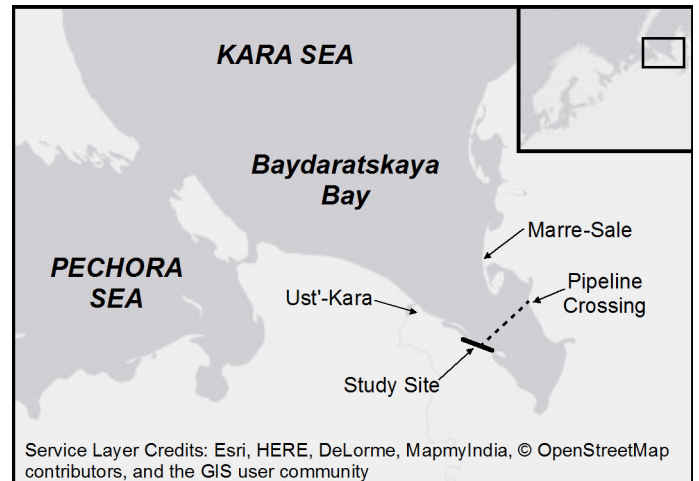 KARA SEA
Baydaratskaya
Bay
Marre-Sale
PECHORA
SEA
Ust'-Kara
Pipeline
Crossing
Study Site
Service Layer Credits: Esri, HERE, DeLorme, MapmyIndia, © OpenStreetMap
contributors, and the GIS user community